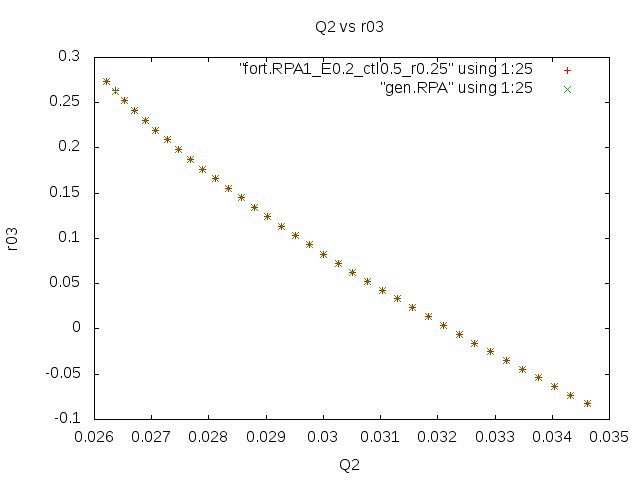 Q2 vs r03
"fort.RPA1_E0.2_ctl0.5_r0.25" using 1:25
"gen.RPA" using 1:25
0.3
0.25
0.2
0.15
0.1
0.05
0
-0.05
-0.1
r03
0.026 0.027 0.028 0.029 0.03 0.031 0.032 0.033 0.034 0.035
Q2